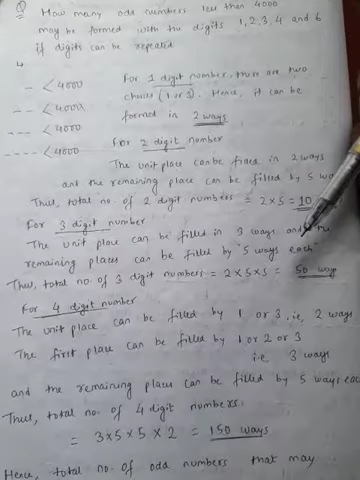 Q How many odd numbers less than 4000
may be formed with the digits 1,2,3,4 and 6
if digits can be repeated
- < 4000 For 1 digit number, there are two
choices (1 or 3). Hence, it can be
-- < 4000 formed in 2 ways
--- < 4000
---- < 4000 For 2 digit number
The unit place can be fixed in 2 ways
and the remaining place can be filled by 5 ways
Thus, total no. of 2 digit numbers = 2×5 = 10
For 3 digit number
The unit place can be filled in 3 ways and the
remaining places can be filled by 5 ways each
Thus, total no. of 3 digit numbers = 2×5×5 = 50 ways
For 4 digit number
The unit place can be filled by 1 or 3, i.e, 2 ways
The first place can be filled by 1 or 2 or 3
i.e. 3 ways
and the remaining places can be filled by 5 ways each
Thus, total no. of 4 digit numbers.
= 3×5×5×2 = 150 ways
Hence, total no. of odd numbers that may